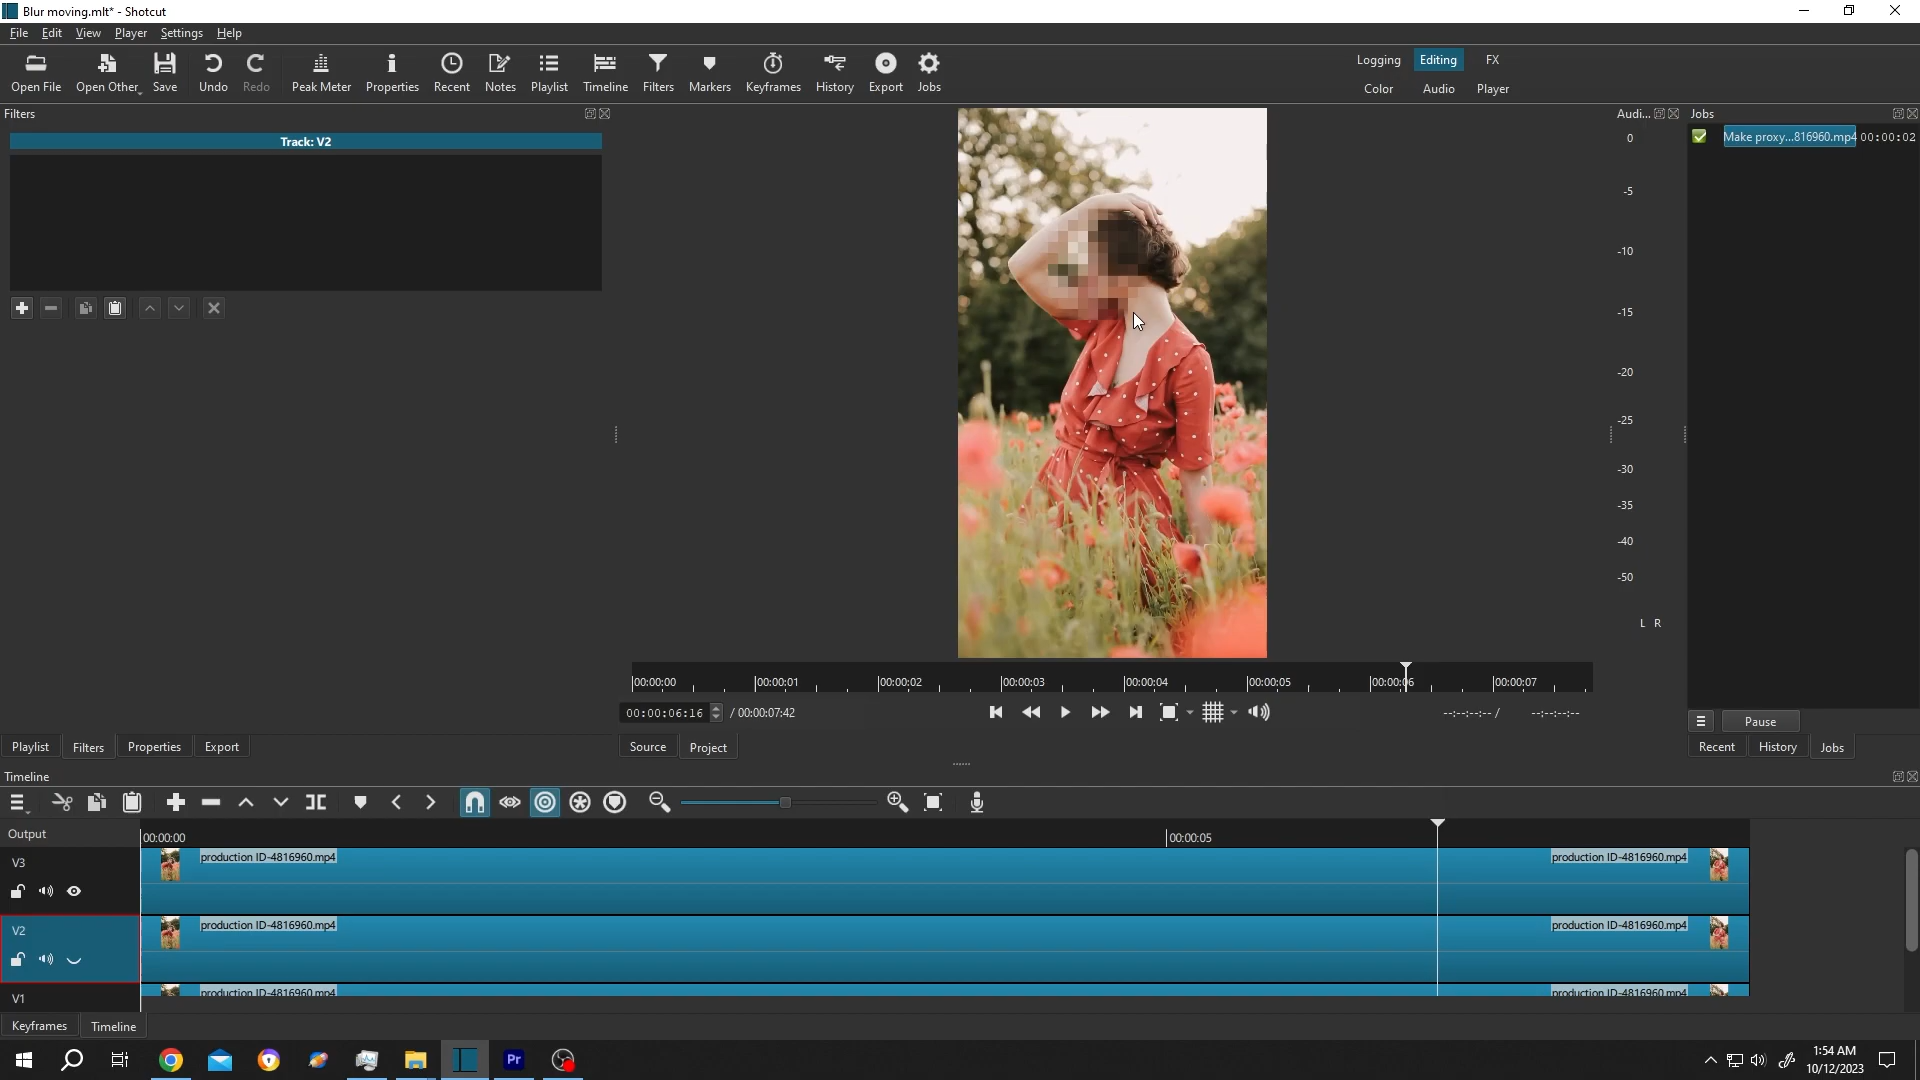 Blur moving.mlt* - Shotcut
File Edit View Player Settings Help
Open File Open Other Save Undo Redo Peak Meter Properties Recent Notes Playlist Timeline Filters Markers Keyframes History Export Jobs
Logging Editing FX
Color Audio Player
Filters
Track: V2
Audi...
0
-5
-10
-15
-20
-25
-30
-35
-40
-50
L R
Jobs
Make proxy...816960.mp4 00:00:02
00:00:00 00:00:01 00:00:02 00:00:03 00:00:04 00:00:05 00:00:06 00:00:07
00:00:06:16 / 00:00:07:42 --:--:--:-- / --:--:--:--
Pause
Playlist Filters Properties Export
Source Project
Recent History Jobs
Timeline
Output
00:00:00 00:00:05
V3
production ID-4816960.mp4 production ID-4816960.mp4
V2
production ID-4816960.mp4 production ID-4816960.mp4
V1
production ID-4816960.mp4 production ID-4816960.mp4
Keyframes Timeline
Pr
1:54 AM
10/12/2023